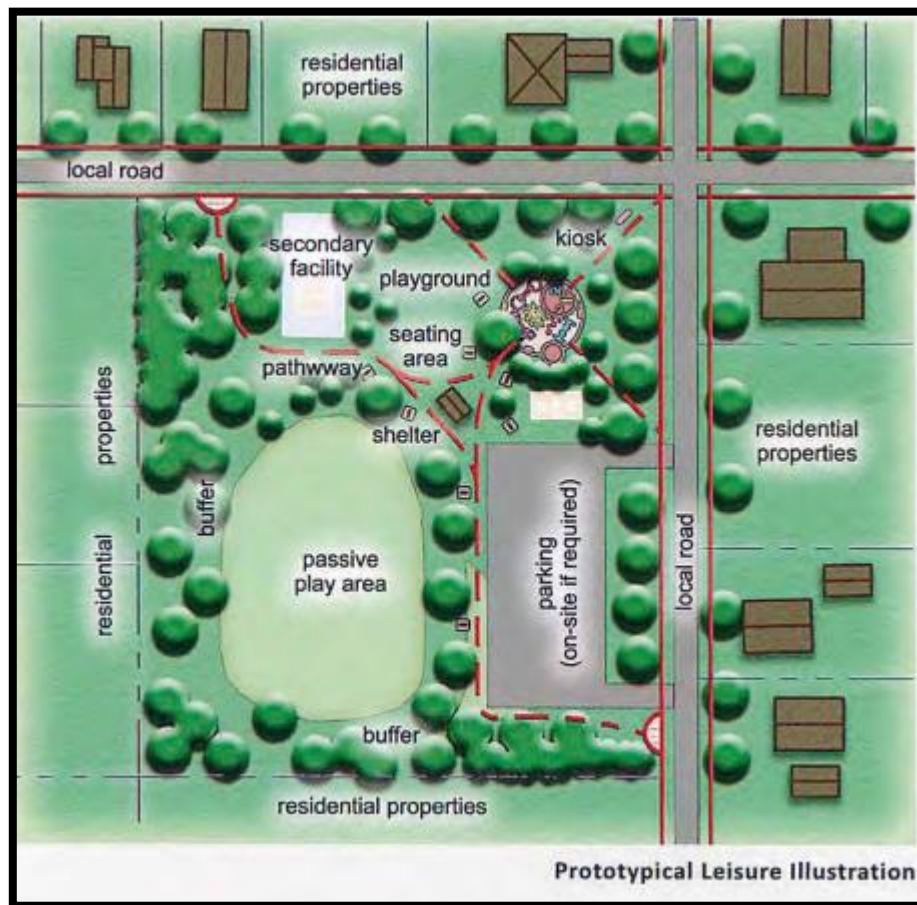 residential
properties
local road
secondary
facility
kiosk
playground
seating
area
pathwway
shelter
properties
residential
buffer
passive
play area
parking
(on-site if required)
local road
residential
properties
buffer
residential properties
Prototypical Leisure Illustration